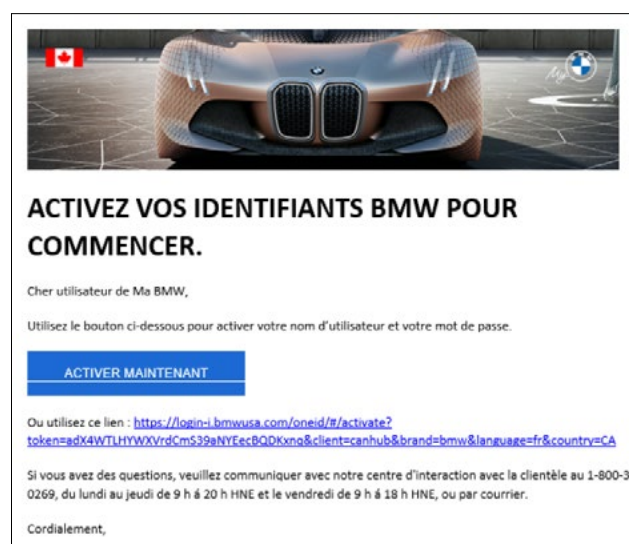 My
ACTIVEZ VOS IDENTIFIANTS BMW POUR
COMMENCER.
Cher utilisateur de Ma BMW,
Utilisez le bouton ci-dessous pour activer votre nom d'utilisateur et votre mot de passe.
ACTIVER MAINTENANT
Ou utilisez ce lien : https://login-i.bmwusa.com/oneid/#/activate?
token=adX4WTLHYWXVrdCmS39aNYEecBQDKxnq&client=canhub&brand=bmw&language=fr&country=CA
Si vous avez des questions, veuillez communiquer avec notre centre d'interaction avec la clientèle au 1-800-3
0269, du lundi au jeudi de 9 h á 20 h HNE et le vendredi de 9 h á 18 h HNE, ou par courrier.
Cordialement,